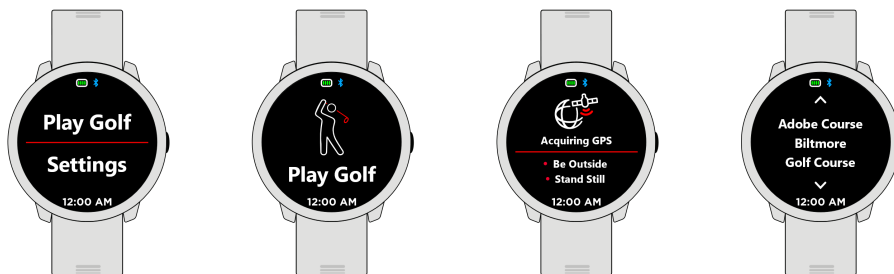 Play Golf
Settings
12:00 AM
Play Golf
12:00 AM
Acquiring GPS
• Be Outside
• Stand Still
12:00 AM
Adobe Course
Biltmore
Golf Course
12:00 AM